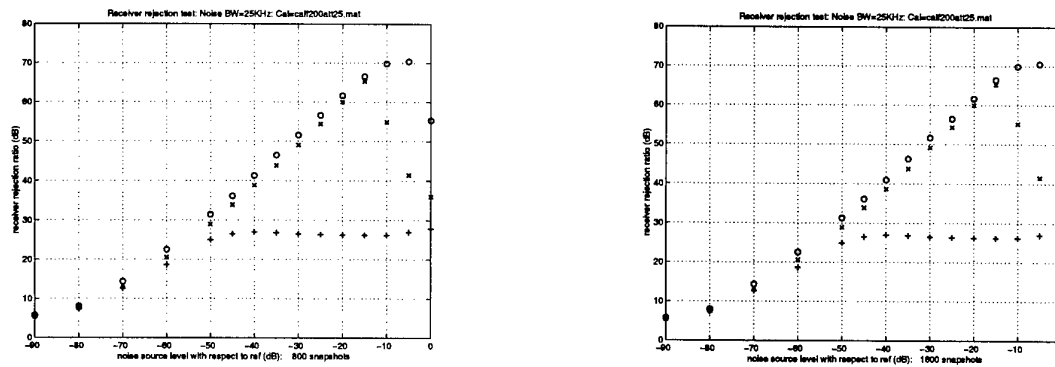 Receiver rejection test: Noise BW=25KHz: Cal=calf200att25.mat
80
70
60
50
40
30
20
10
0
receiver rejection ratio (dB)
-90 -80 -70 -60 -50 -40 -30 -20 -10 0
noise source level with respect to ref (dB): 800 snapshots
Receiver rejection test: Noise BW=25KHz: Cal=calf200att25.mat
80
70
60
50
40
30
20
10
0
receiver rejection ratio (dB)
-90 -80 -70 -60 -50 -40 -30 -20 -10
noise source level with respect to ref (dB): 1600 snapshots